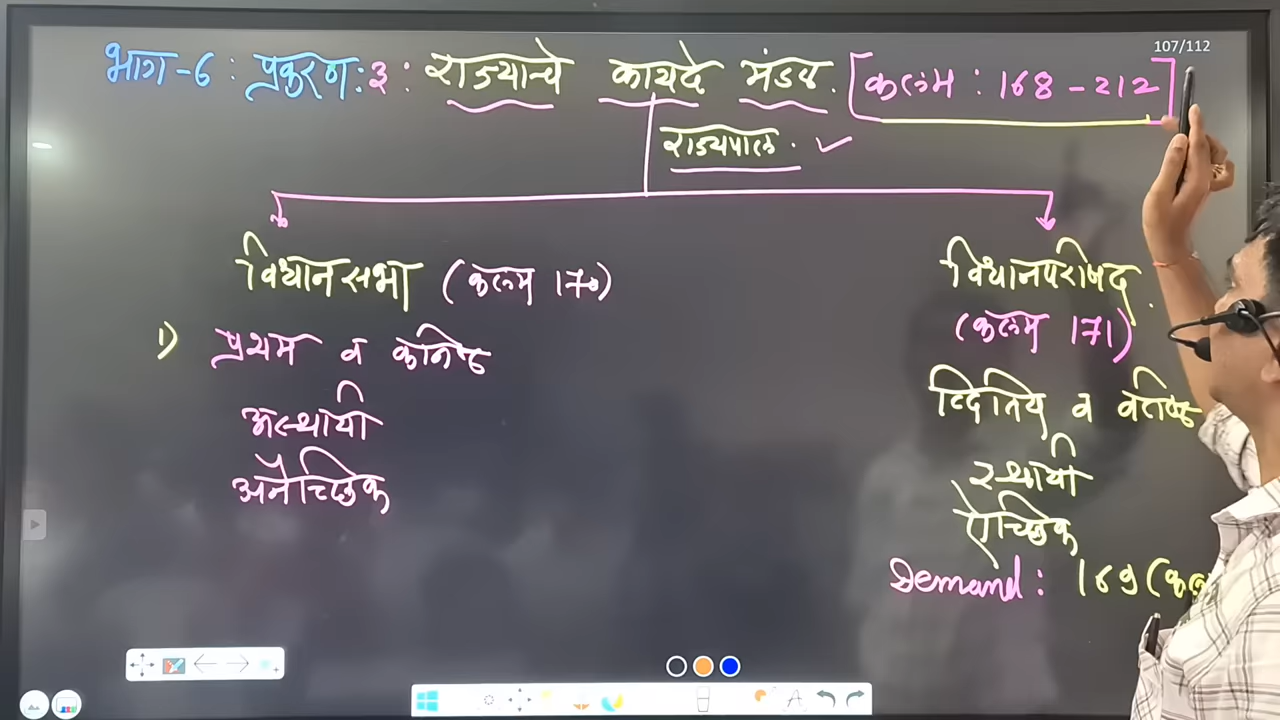 107/112
भाग-6 : प्रकरण:3 : राज्याचे कायदे मंडळ. [कलम : 168 - 212]
राज्यपाल.
विधानसभा (कलम 170)
विधानपरिषद
(कलम 171)
1) प्रथम व कनिष्ठ
द्वितिय व वरिष्ठ
अस्थायी
स्थायी
अनैच्छिक
ऐच्छिक
Demand : 169 (कल